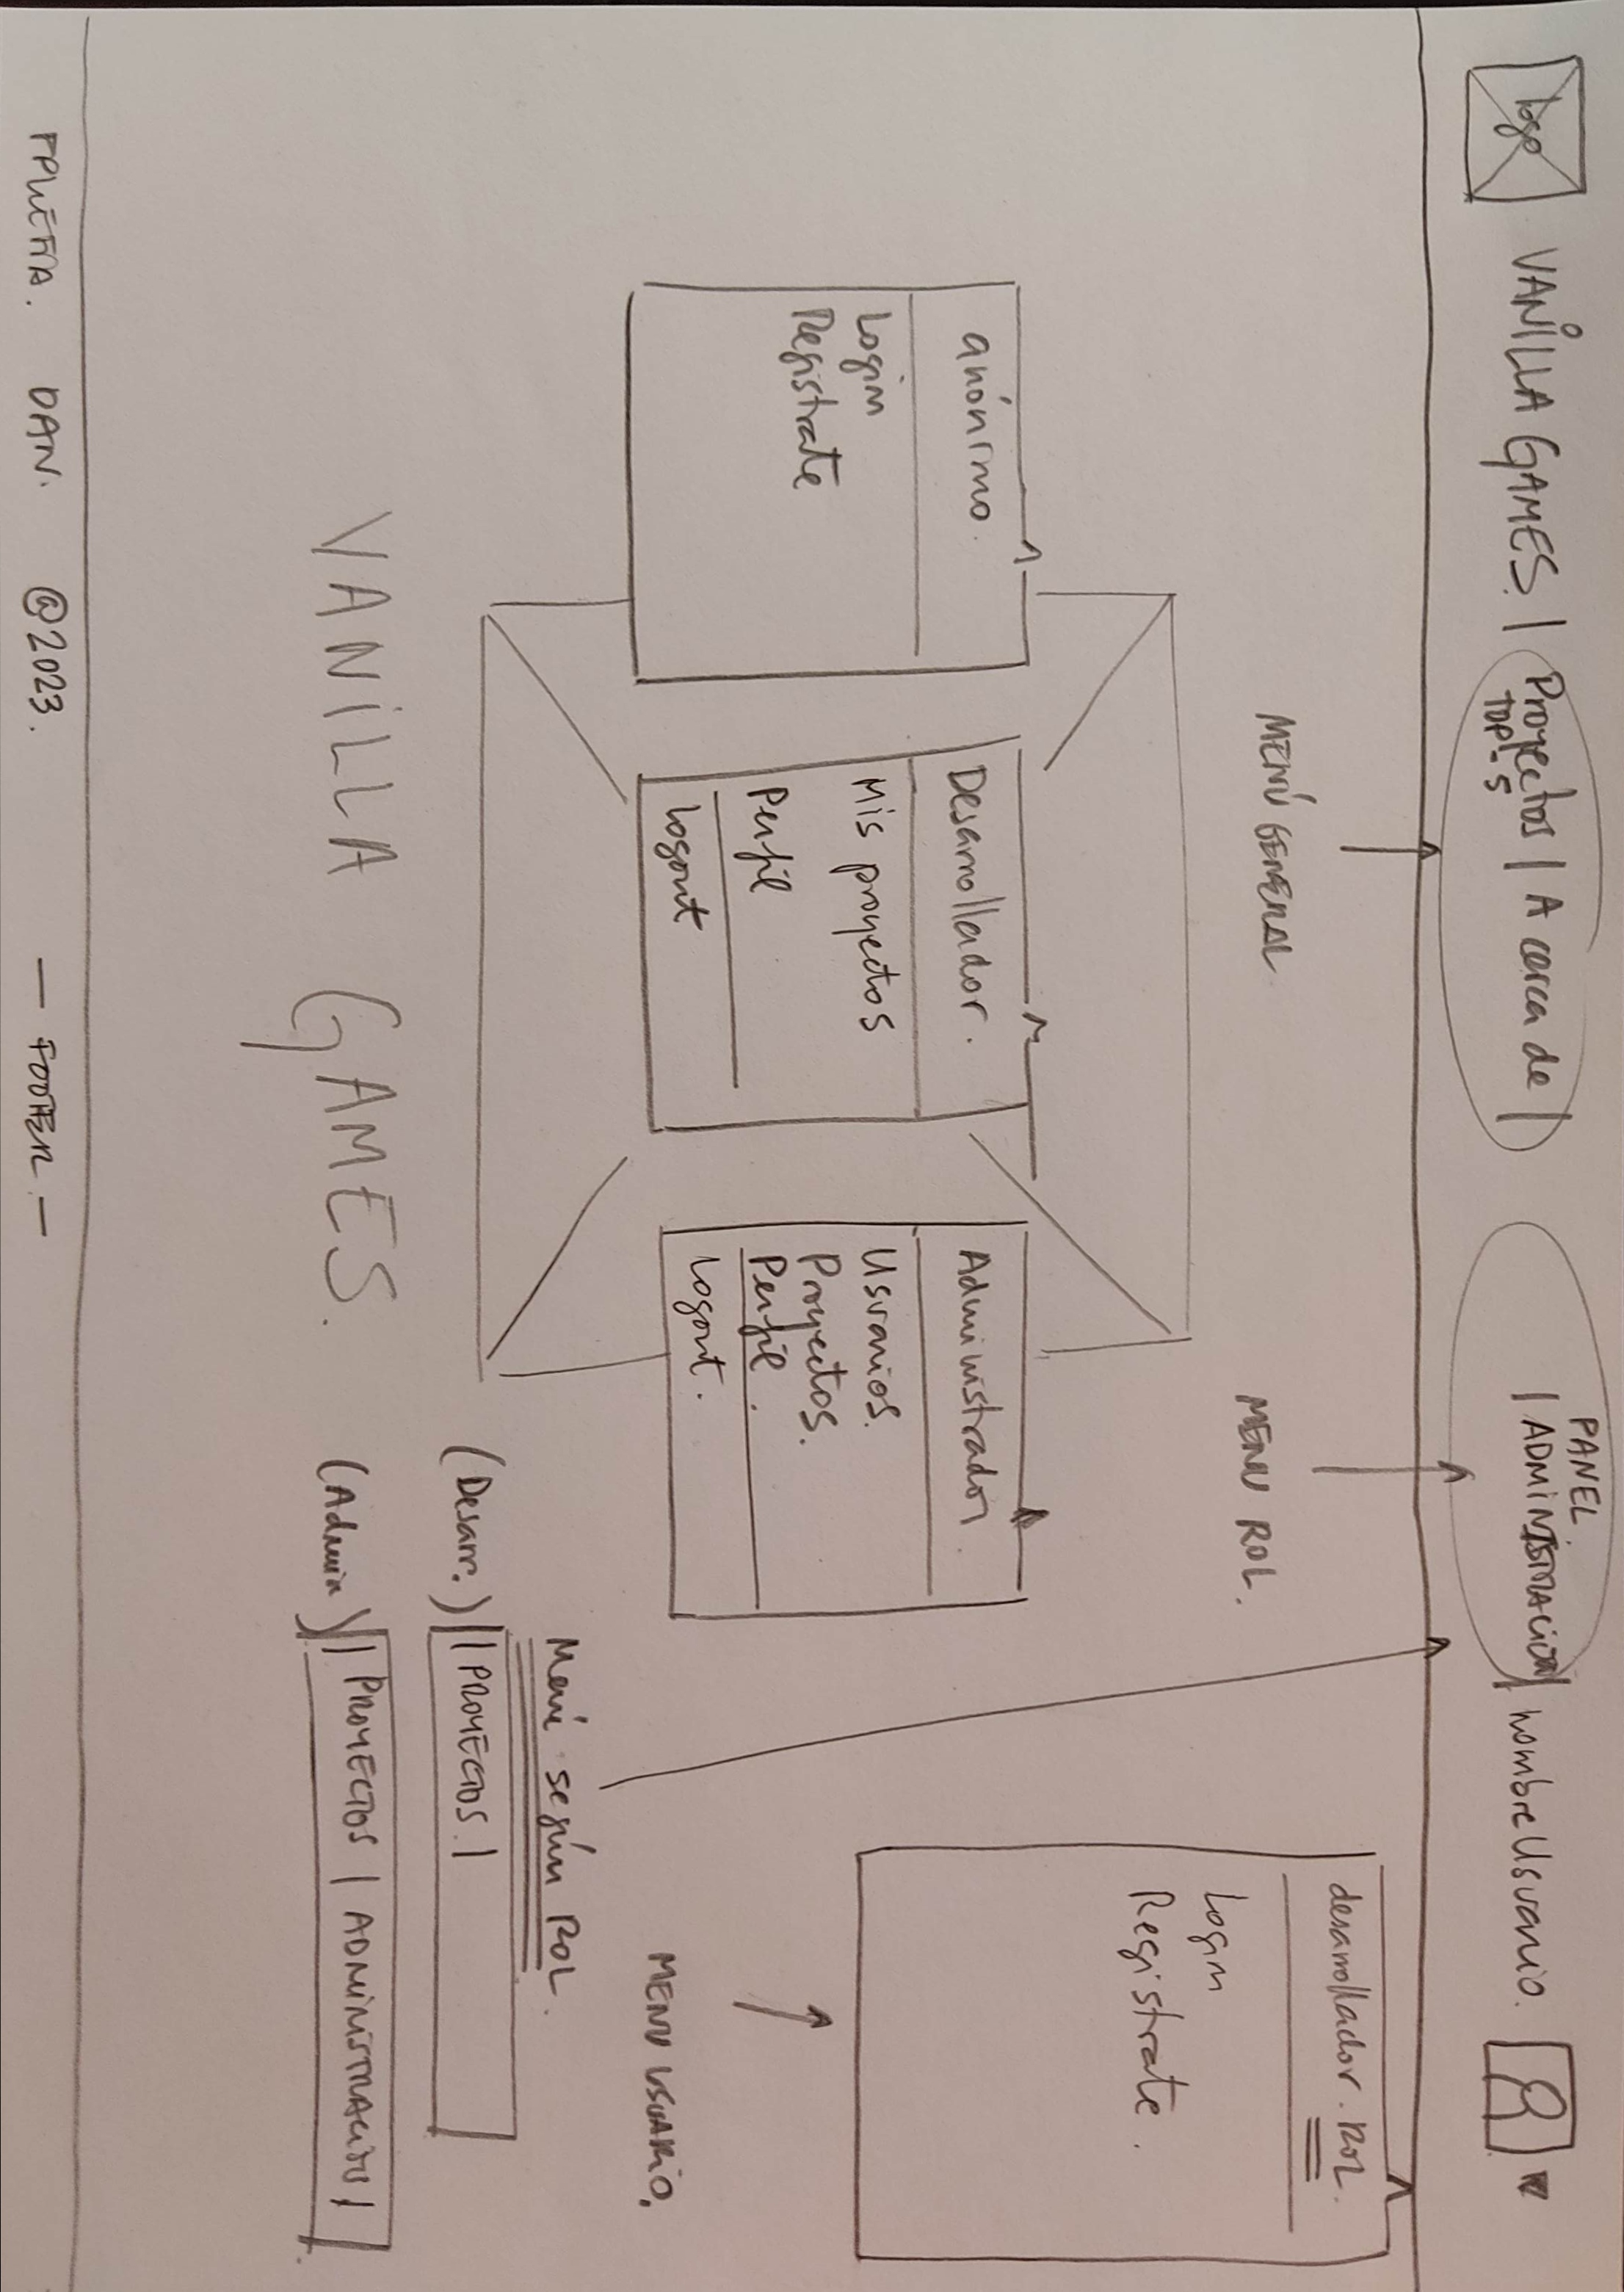 logo
VANILLA GAMES. | Proyectos | A cerca de |
TOP-5
PANEL.
| ADMINISTRACIÓN | nombreUsuario.
MENÚ GENERAL
MENU ROL.
desarrollador. ROL.
Login
Registrate.
anónimo.
Login
Registrate
Desarrollador.
Mis proyectos
Perfil
Logout
Administrador.
Usuarios.
Proyectos.
Perfil.
Logout.
MENU USUARIO.
Menú según ROL.
(Desarr.) | PROYECTOS. |
(Admin) | PROYECTOS | ADMINISTRACIÓN |
VANILLA GAMES.
DAN. @2023. — FOOTER —